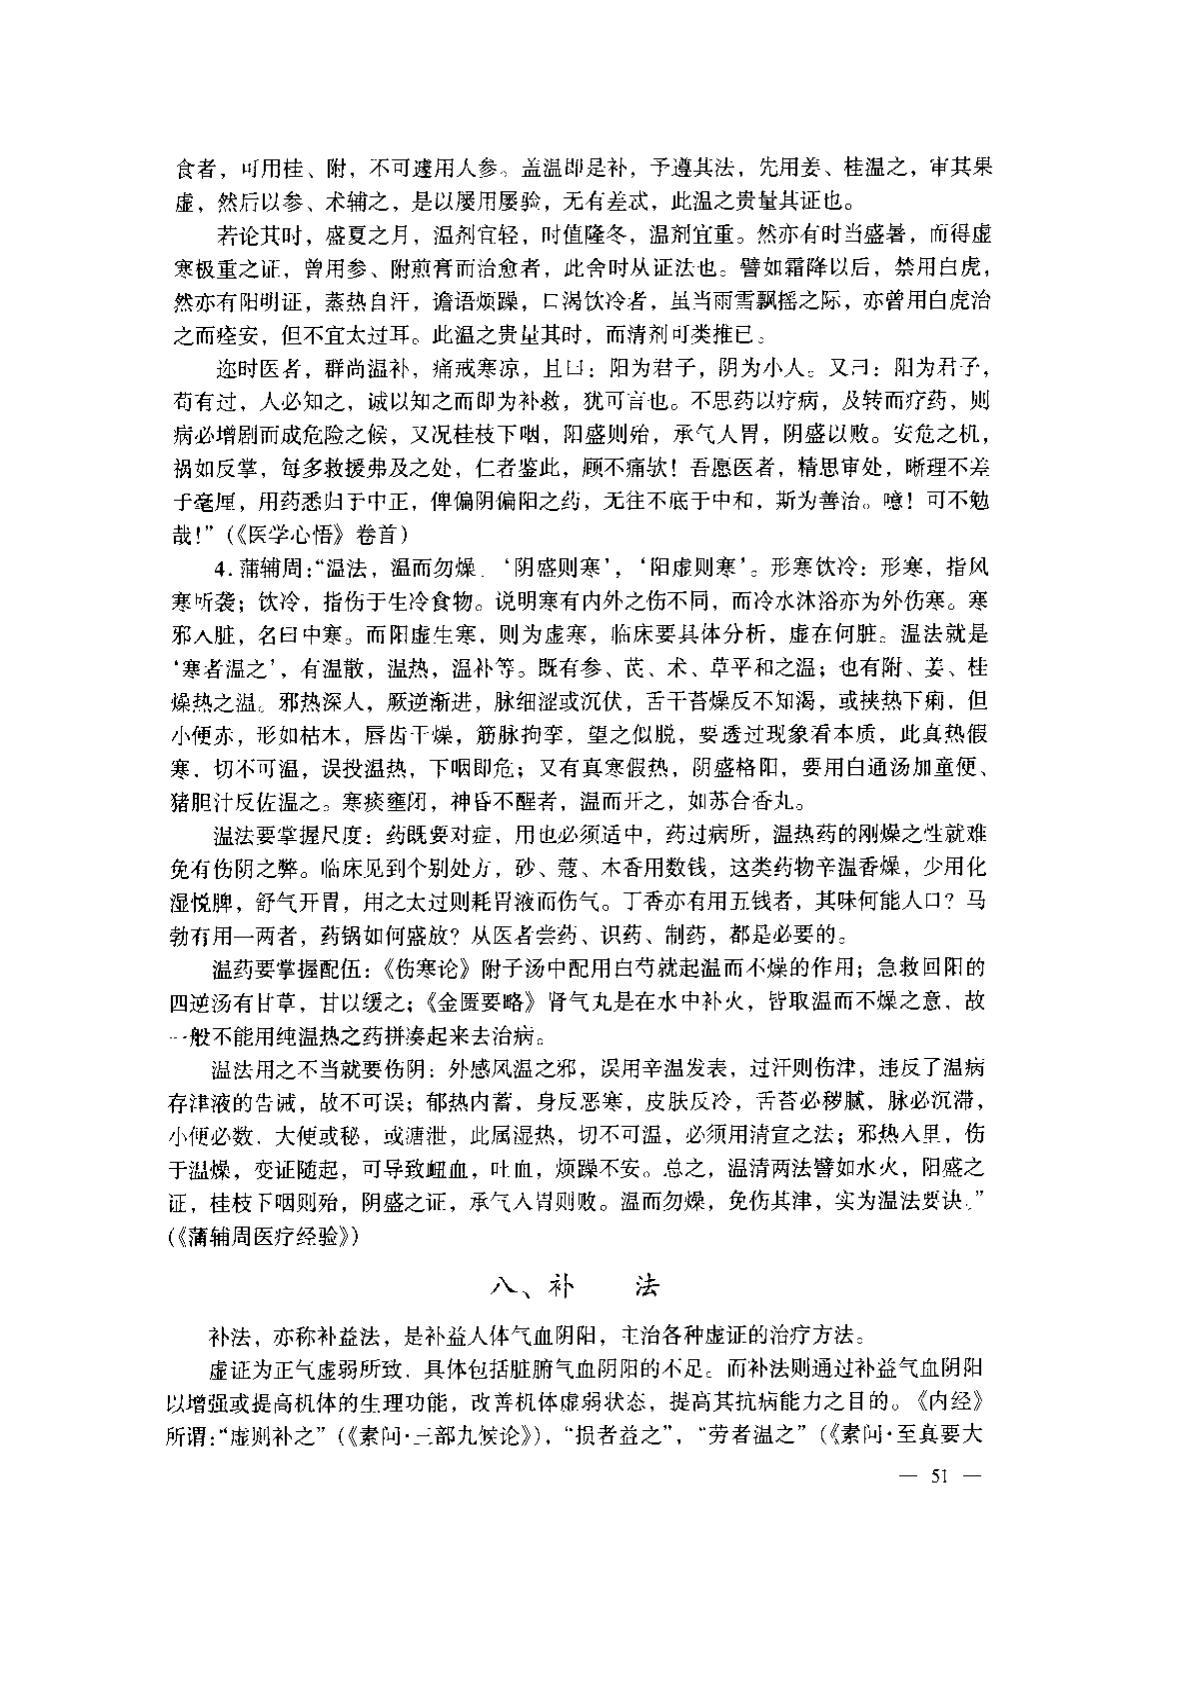 食者，可用桂、附，不可遽用人参。盖温即是补，予遵其法，先用姜、桂温之，审其果
虚，然后以参、术辅之，是以屡用屡验，无有差忒，此温之贵量其证也。
若论其时，盛夏之月，温剂宜轻，时值隆冬，温剂宜重。然亦有时当盛暑，而得虚
寒极重之证，曾用参、附煎膏而治愈者，此舍时从证法也。譬如霜降以后，禁用白虎，
然亦有阳明证，蒸热自汗，谵语烦躁，口渴饮冷者，虽当雨雪飘摇之际，亦曾用白虎治
之而痊安，但不宜太过耳。此温之贵量其时，而清剂可类推已。
迩时医者，群尚温补，痛戒寒凉，且曰：阳为君子，阴为小人。又曰：阳为君子，
苟有过，人必知之，诚以知之而即为补救，犹可言也。不思药以疗病，及转而疗药，则
病必增剧而成危险之候，又况桂枝下咽，阳盛则殆，承气入胃，阴盛以败。安危之机，
祸如反掌，每多救援弗及之处，仁者鉴此，顾不痛欤！吾愿医者，精思审处，晰理不差
于毫厘，用药悉归于中正，俾偏阴偏阳之药，无往不底于中和，斯为善治。噫！可不勉
哉！”（《医学心悟》卷首）
4. 蒲辅周：“温法，温而勿燥．‘阴盛则寒’，‘阳虚则寒’。形寒饮冷：形寒，指风
寒所袭；饮冷，指伤于生冷食物。说明寒有内外之伤不同，而冷水沐浴亦为外伤寒。寒
邪入脏，名曰中寒。而阳虚生寒，则为虚寒，临床要具体分析，虚在何脏。温法就是
‘寒者温之’，有温散，温热，温补等。既有参、芪、术、草平和之温；也有附、姜、桂
燥热之温。邪热深入，厥逆渐进，脉细涩或沉伏，舌干苔燥反不知渴，或挟热下痢，但
小便赤，形如枯木，唇齿干燥，筋脉拘挛，望之似脱，要透过现象看本质，此真热假
寒．切不可温，误投温热，下咽即危；又有真寒假热，阴盛格阳，要用白通汤加童便、
猪胆汁反佐温之。寒痰壅闭，神昏不醒者，温而开之，如苏合香丸。
温法要掌握尺度：药既要对症，用也必须适中，药过病所，温热药的刚燥之性就难
免有伤阴之弊。临床见到个别处方，砂、蔻、木香用数钱，这类药物辛温香燥，少用化
湿悦脾，舒气开胃，用之太过则耗胃液而伤气。丁香亦有用五钱者，其味何能入口？马
勃有用一两者，药锅如何盛放？从医者尝药、识药、制药，都是必要的。
温药要掌握配伍：《伤寒论》附子汤中配用白芍就起温而不燥的作用；急救回阳的
四逆汤有甘草，甘以缓之；《金匮要略》肾气丸是在水中补火，皆取温而不燥之意，故
一般不能用纯温热之药拼凑起来去治病。
温法用之不当就要伤阴：外感风温之邪，误用辛温发表，过汗则伤津，违反了温病
存津液的告诫，故不可误；郁热内蓄，身反恶寒，皮肤反冷，舌苔必秽腻，脉必沉滞，
小便必数．大便或秘，或溏泄，此属湿热，切不可温，必须用清宣之法；邪热入里，伤
于温燥，变证随起，可导致衄血，吐血，烦躁不安。总之，温清两法譬如水火，阳盛之
证，桂枝下咽则殆，阴盛之证，承气入胃则败。温而勿燥，免伤其津，实为温法要诀.”
（《蒲辅周医疗经验》）
八、补　法
补法，亦称补益法，是补益人体气血阴阳，主治各种虚证的治疗方法。
虚证为正气虚弱所致．具体包括脏腑气血阴阳的不足。而补法则通过补益气血阴阳
以增强或提高机体的生理功能，改善机体虚弱状态，提高其抗病能力之目的。《内经》
所谓：“虚则补之”（《素问·三部九候论》），“损者益之”，“劳者温之”（《素问·至真要大
— 51 —